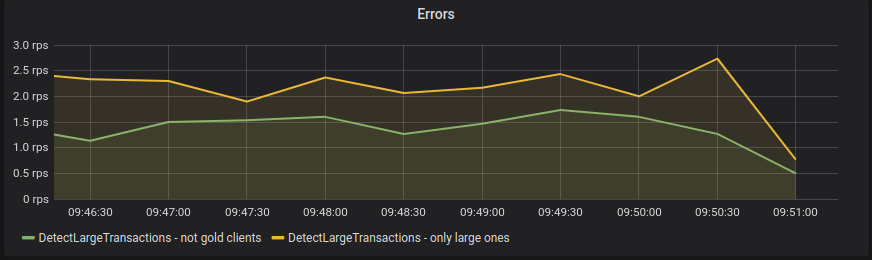 Errors
3.0 rps
2.5 rps
2.0 rps
1.5 rps
1.0 rps
0.5 rps
0 rps
09:46:30 09:47:00 09:47:30 09:48:00 09:48:30 09:49:00 09:49:30 09:50:00 09:50:30 09:51:00
DetectLargeTransactions - not gold clients DetectLargeTransactions - only large ones